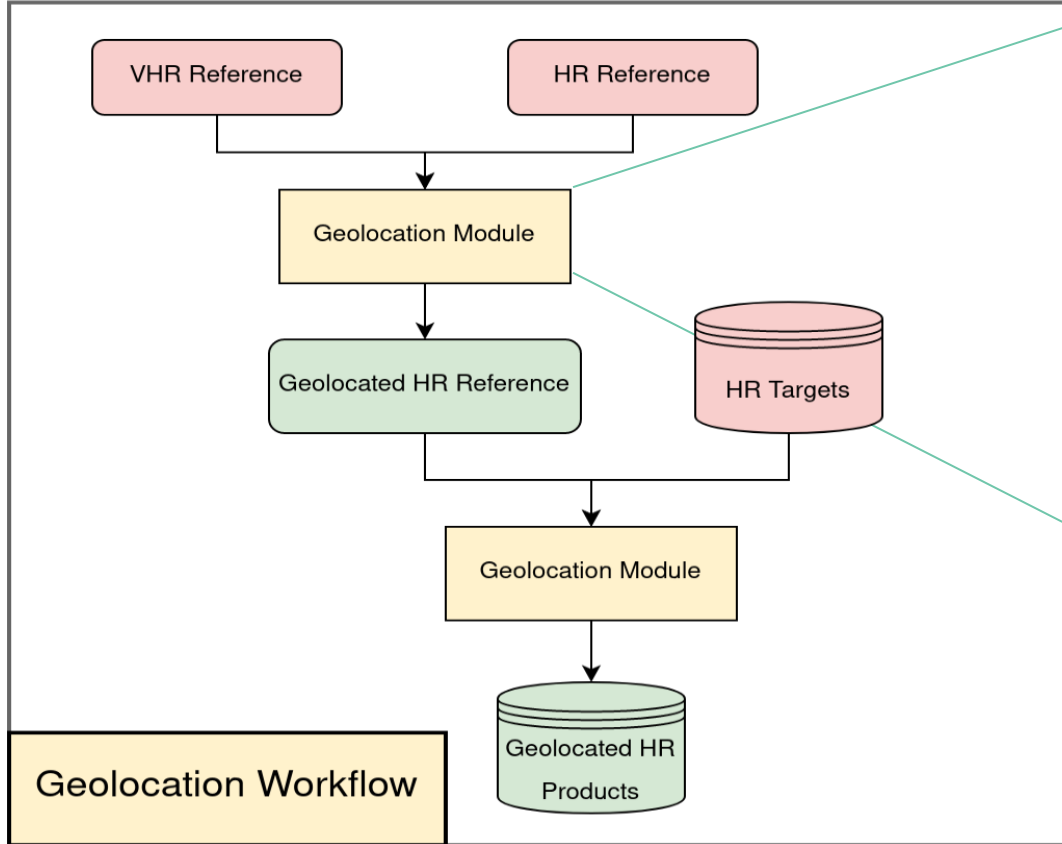 VHR Reference
HR Reference
Geolocation Module
Geolocated HR Reference
HR Targets
Geolocation Module
Geolocated HR
Products
Geolocation Workflow